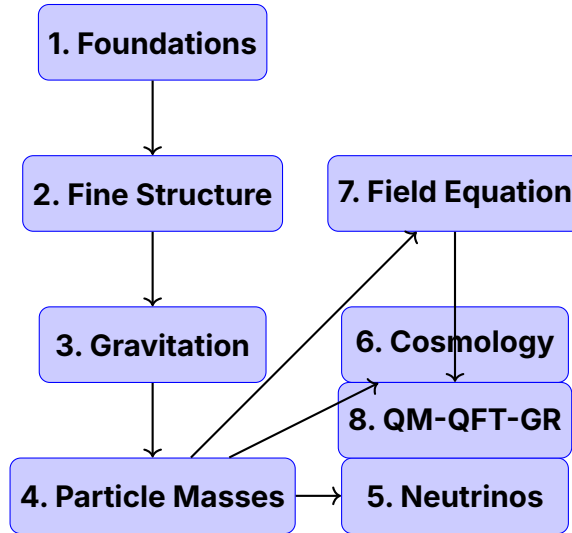 1. Foundations
2. Fine Structure
7. Field Equation
3. Gravitation
6. Cosmology
8. QM-QFT-GR
4. Particle Masses
5. Neutrinos